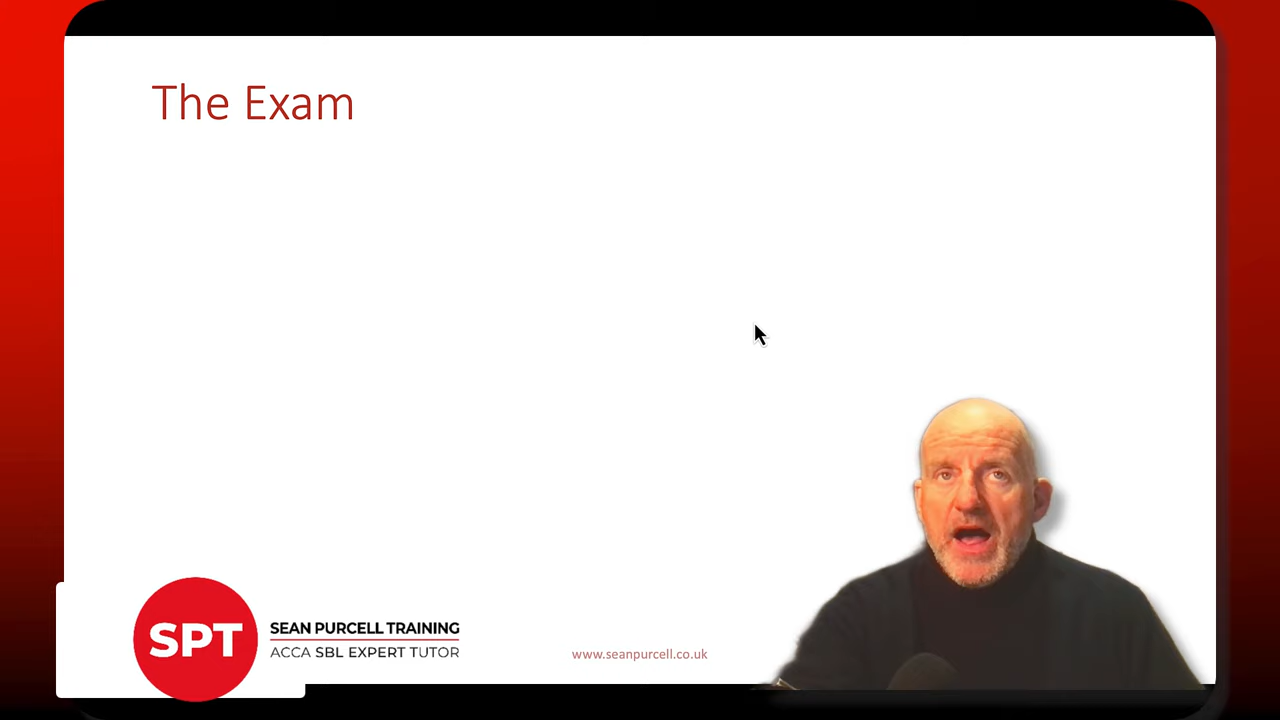 The Exam
SPT
SEAN PURCELL TRAINING
ACCA SBL EXPERT TUTOR
www.seanpurcell.co.uk